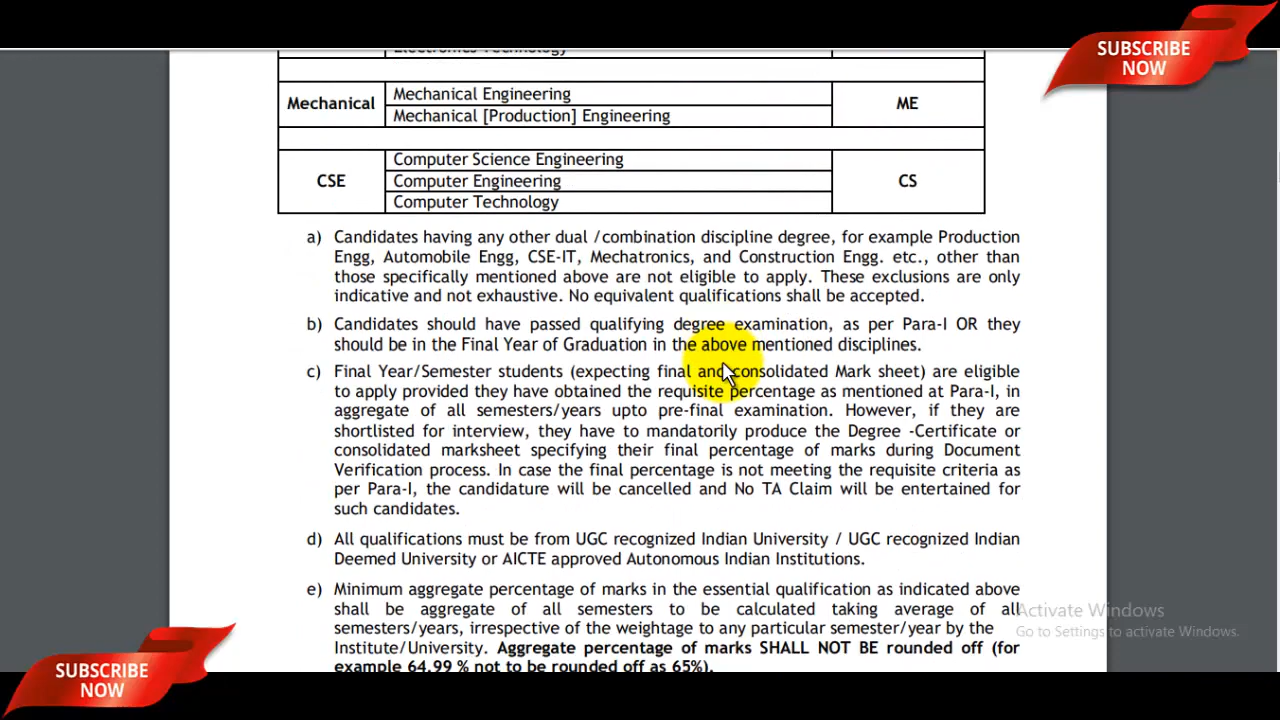 SUBSCRIBE
NOW
Electronics Technology
Mechanical
Mechanical Engineering
Mechanical [Production] Engineering
ME
CSE
Computer Science Engineering
Computer Engineering
Computer Technology
CS
a) Candidates having any other dual /combination discipline degree, for example Production
Engg, Automobile Engg, CSE-IT, Mechatronics, and Construction Engg. etc., other than
those specifically mentioned above are not eligible to apply. These exclusions are only
indicative and not exhaustive. No equivalent qualifications shall be accepted.
b) Candidates should have passed qualifying degree examination, as per Para-I OR they
should be in the Final Year of Graduation in the above mentioned disciplines.
c) Final Year/Semester students (expecting final and consolidated Mark sheet) are eligible
to apply provided they have obtained the requisite percentage as mentioned at Para-I, in
aggregate of all semesters/years upto pre-final examination. However, if they are
shortlisted for interview, they have to mandatorily produce the Degree -Certificate or
consolidated marksheet specifying their final percentage of marks during Document
Verification process. In case the final percentage is not meeting the requisite criteria as
per Para-I, the candidature will be cancelled and No TA Claim will be entertained for
such candidates.
d) All qualifications must be from UGC recognized Indian University / UGC recognized Indian
Deemed University or AICTE approved Autonomous Indian Institutions.
e) Minimum aggregate percentage of marks in the essential qualification as indicated above
shall be aggregate of all semesters to be calculated taking average of all
semesters/years, irrespective of the weightage to any particular semester/year by the
Institute/University. Aggregate percentage of marks SHALL NOT BE rounded off (for
example 64.99 % not to be rounded off as 65%).
Activate Windows
Go to Settings to activate Windows.
SUBSCRIBE
NOW